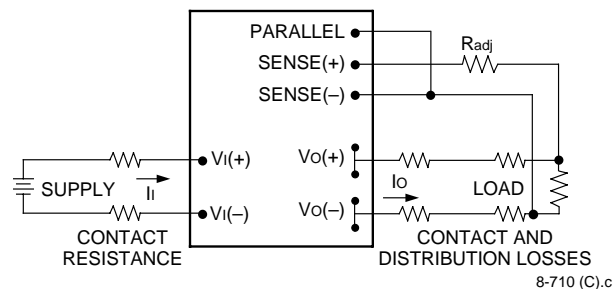 PARALLEL
SENSE(+)
SENSE(–)
Radj
VI(+)
VO(+)
SUPPLY
II
IO
LOAD
VI(–)
VO(–)
CONTACT
RESISTANCE
CONTACT AND
DISTRIBUTION LOSSES
8-710 (C).c